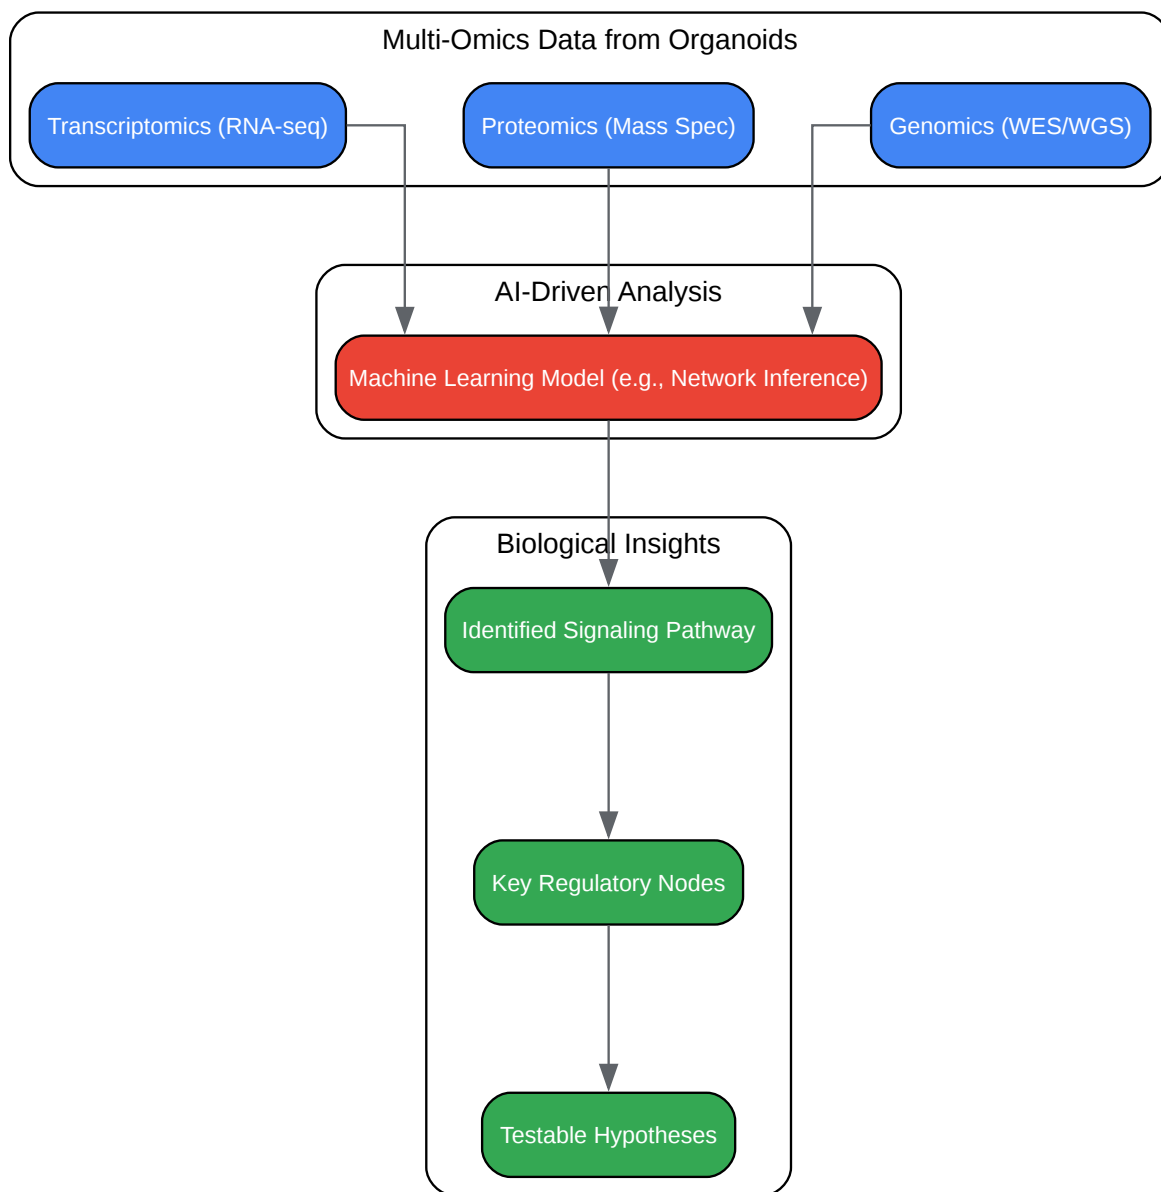 Multi-Omics Data from Organoids
Transcriptomics (RNA-seq)
Proteomics (Mass Spec)
Genomics (WES/WGS)
AI-Driven Analysis
Machine Learning Model (e.g., Network Inference)
Biological Insights
Identified Signaling Pathway
Key Regulatory Nodes
Testable Hypotheses